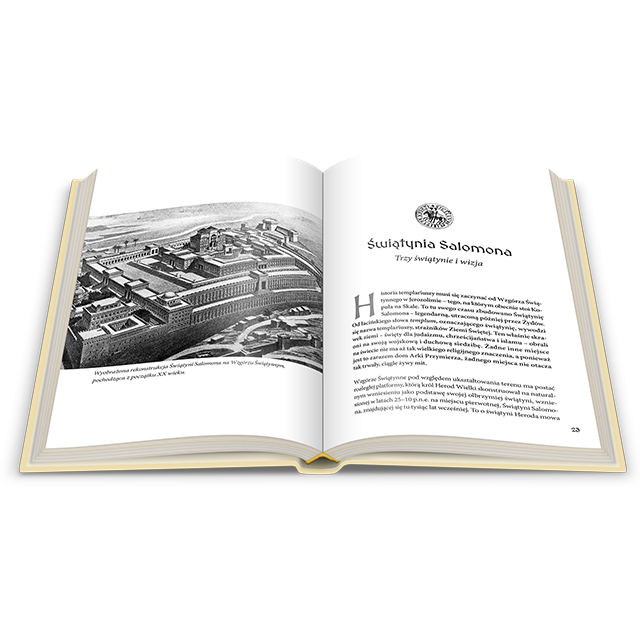 Wyobrażona rekonstrukcja Świątyni Salomona na Wzgórzu Świątynnym,
pochodząca z początku XX wieku.
Świątynia Salomona
Trzy świątynie i wizja
Historia templariuszy musi się zaczynać od Wzgórza Świą-
tynnego w Jerozolimie – tego, na którym obecnie stoi Ko-
puła na Skale. To tu swego czasu zbudowano Świątynię
Salomona – legendarną, utraconą później przez Żydów.
Od łacińskiego słowa templum, oznaczającego świątynię, wywodzi
się nazwa templariuszy, strażników Ziemi Świętej. Ten właśnie skra-
wek ziemi – święty dla judaizmu, chrześcijaństwa i islamu – obrali
oni na swoją wojskową i duchową siedzibę. Żadne inne miejsce
na świecie nie ma aż tak wielkiego religijnego znaczenia, a ponieważ
jest to zarazem dom Arki Przymierza, żadnego miejsca nie otacza
tak trwały, ciągle żywy mit.
Wzgórze Świątynne pod względem ukształtowania terenu ma postać
rozległej platformy, którą król Herod Wielki skonstruował na natural-
nym wzniesieniu jako podstawę swojej olbrzymiej świątyni, wznie-
sionej w latach 25–10 p.n.e. na miejscu pierwotnej, Świątyni Salomo-
na, znajdującej się tu tysiąc lat wcześniej. To o świątyni Heroda mowa
23